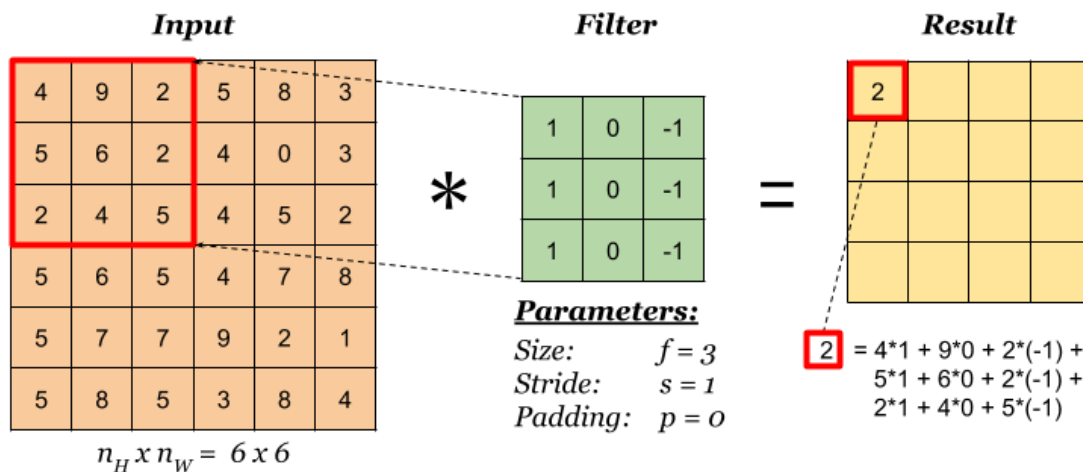 Input
Filter
Result
4 9 2 5 8 3
5 6 2 4 0 3
2 4 5 4 5 2
5 6 5 4 7 8
5 7 7 9 2 1
5 8 5 3 8 4
n_H x n_W = 6 x 6
*
1 0 -1
1 0 -1
1 0 -1
Parameters:
Size: f = 3
Stride: s = 1
Padding: p = 0
=
2
2 = 4*1 + 9*0 + 2*(-1) +
5*1 + 6*0 + 2*(-1) +
2*1 + 4*0 + 5*(-1)